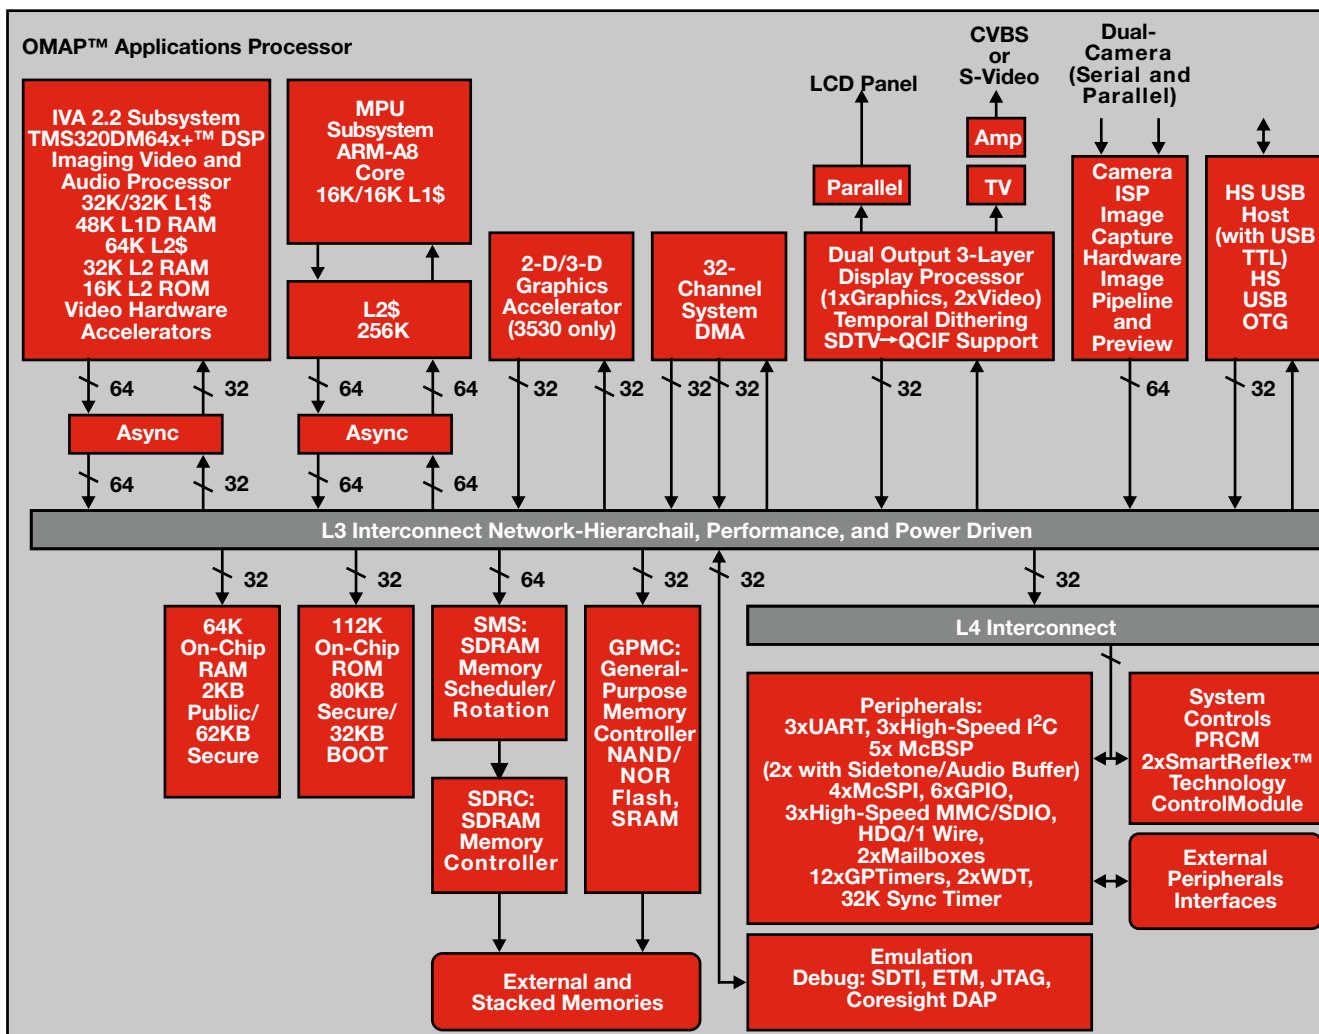 OMAP™ Applications Processor
CVBS
or
S-Video
Dual-
Camera
(Serial and
Parallel)
LCD Panel
IVA 2.2 Subsystem
TMS320DM64x+™ DSP
Imaging Video and
Audio Processor
32K/32K L1$
48K L1D RAM
64K L2$
32K L2 RAM
16K L2 ROM
Video Hardware
Accelerators
MPU
Subsystem
ARM-A8
Core
16K/16K L1$
L2$
256K
2-D/3-D
Graphics
Accelerator
(3530 only)
32-
Channel
System
DMA
Parallel
Amp
TV
Dual Output 3-Layer
Display Processor
(1xGraphics, 2xVideo)
Temporal Dithering
SDTV→QCIF Support
Camera
ISP
Image
Capture
Hardware
Image
Pipeline
and
Preview
HS USB
Host
(with USB
TTL)
HS
USB
OTG
64
32
64
64
32
32
32
32
32
64
32
Async
Async
64
32
64
64
L3 Interconnect Network-Hierarchail, Performance, and Power Driven
32
32
64
32
32
32
64K
On-Chip
RAM
2KB
Public/
62KB
Secure
112K
On-Chip
ROM
80KB
Secure/
32KB
BOOT
SMS:
SDRAM
Memory
Scheduler/
Rotation
SDRC:
SDRAM
Memory
Controller
GPMC:
General-
Purpose
Memory
Controller
NAND/
NOR
Flash,
SRAM
External and
Stacked Memories
L4 Interconnect
Peripherals:
3xUART, 3xHigh-Speed I²C
5x McBSP
(2x with Sidetone/Audio Buffer)
4xMcSPI, 6xGPIO,
3xHigh-Speed MMC/SDIO,
HDQ/1 Wire,
2xMailboxes
12xGPTimers, 2xWDT,
32K Sync Timer
System
Controls
PRCM
2xSmartReflex™
Technology
ControlModule
External
Peripherals
Interfaces
Emulation
Debug: SDTI, ETM, JTAG,
Coresight DAP